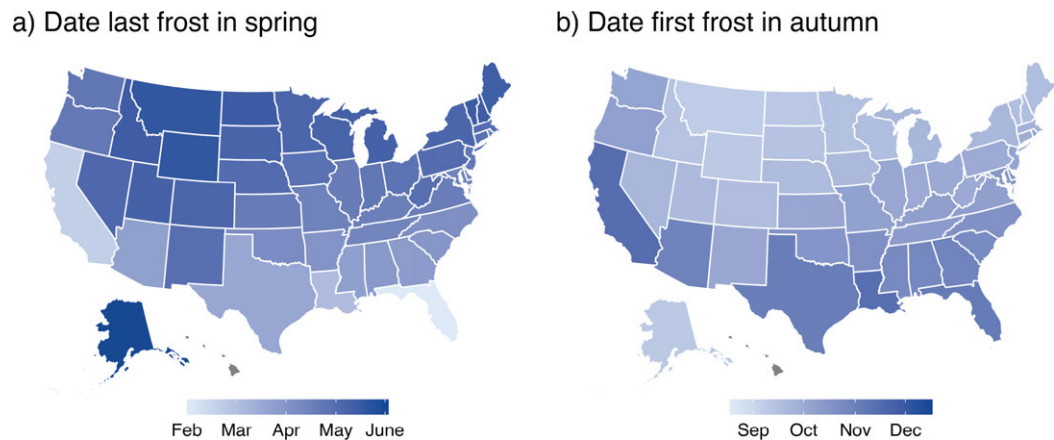 a) Date last frost in spring
b) Date first frost in autumn
Feb Mar Apr May June
Sep Oct Nov Dec